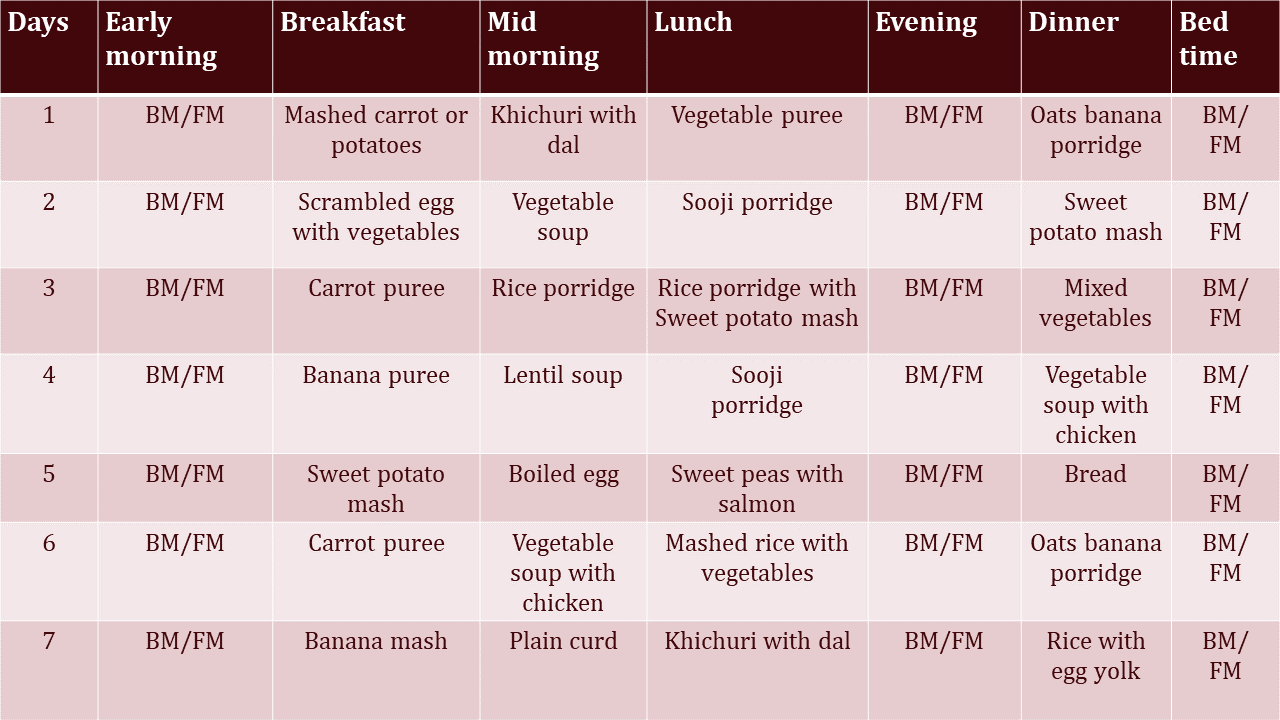 Days Early morning Breakfast Mid morning Lunch Evening Dinner Bed time
1 BM/FM Mashed carrot or potatoes Khichuri with dal Vegetable puree BM/FM Oats banana porridge BM/ FM
2 BM/FM Scrambled egg with vegetables Vegetable soup Sooji porridge BM/FM Sweet potato mash BM/ FM
3 BM/FM Carrot puree Rice porridge Rice porridge with Sweet potato mash BM/FM Mixed vegetables BM/ FM
4 BM/FM Banana puree Lentil soup Sooji porridge BM/FM Vegetable soup with chicken BM/ FM
5 BM/FM Sweet potato mash Boiled egg Sweet peas with salmon BM/FM Bread BM/ FM
6 BM/FM Carrot puree Vegetable soup with chicken Mashed rice with vegetables BM/FM Oats banana porridge BM/ FM
7 BM/FM Banana mash Plain curd Khichuri with dal BM/FM Rice with egg yolk BM/ FM